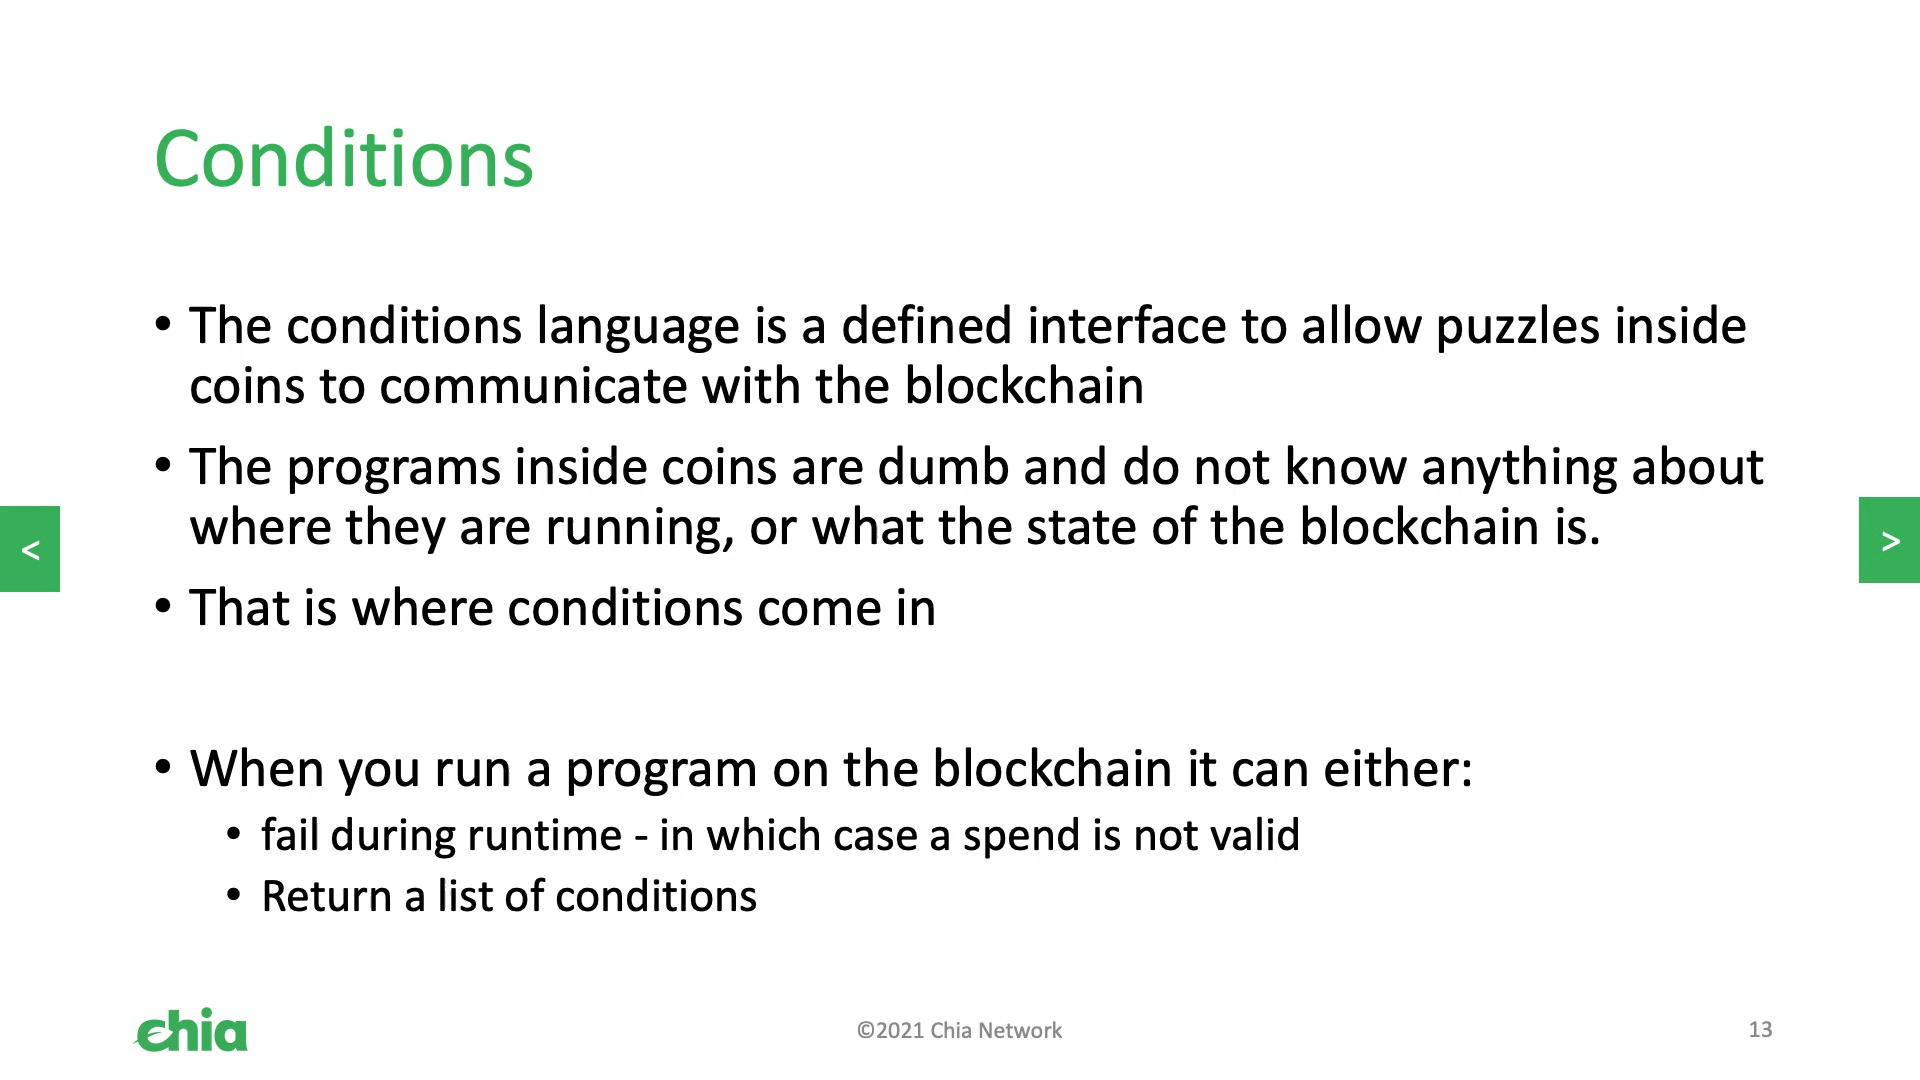 Conditions
• The conditions language is a defined interface to allow puzzles inside
coins to communicate with the blockchain
• The programs inside coins are dumb and do not know anything about
where they are running, or what the state of the blockchain is.
• That is where conditions come in
<
>
• When you run a program on the blockchain it can either:
• fail during runtime - in which case a spend is not valid
• Return a list of conditions
chia
©2021 Chia Network
13